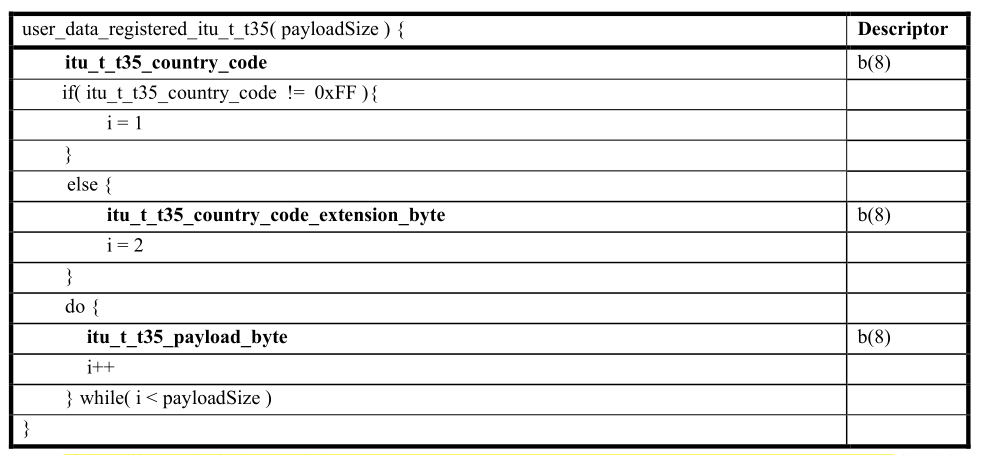 user_data_registered_itu_t_t35( payloadSize ) { Descriptor
itu_t_t35_country_code b(8)
if( itu_t_t35_country_code != 0xFF ){
i = 1
}
else {
itu_t_t35_country_code_extension_byte b(8)
i = 2
}
do {
itu_t_t35_payload_byte b(8)
i++
} while( i < payloadSize )
}